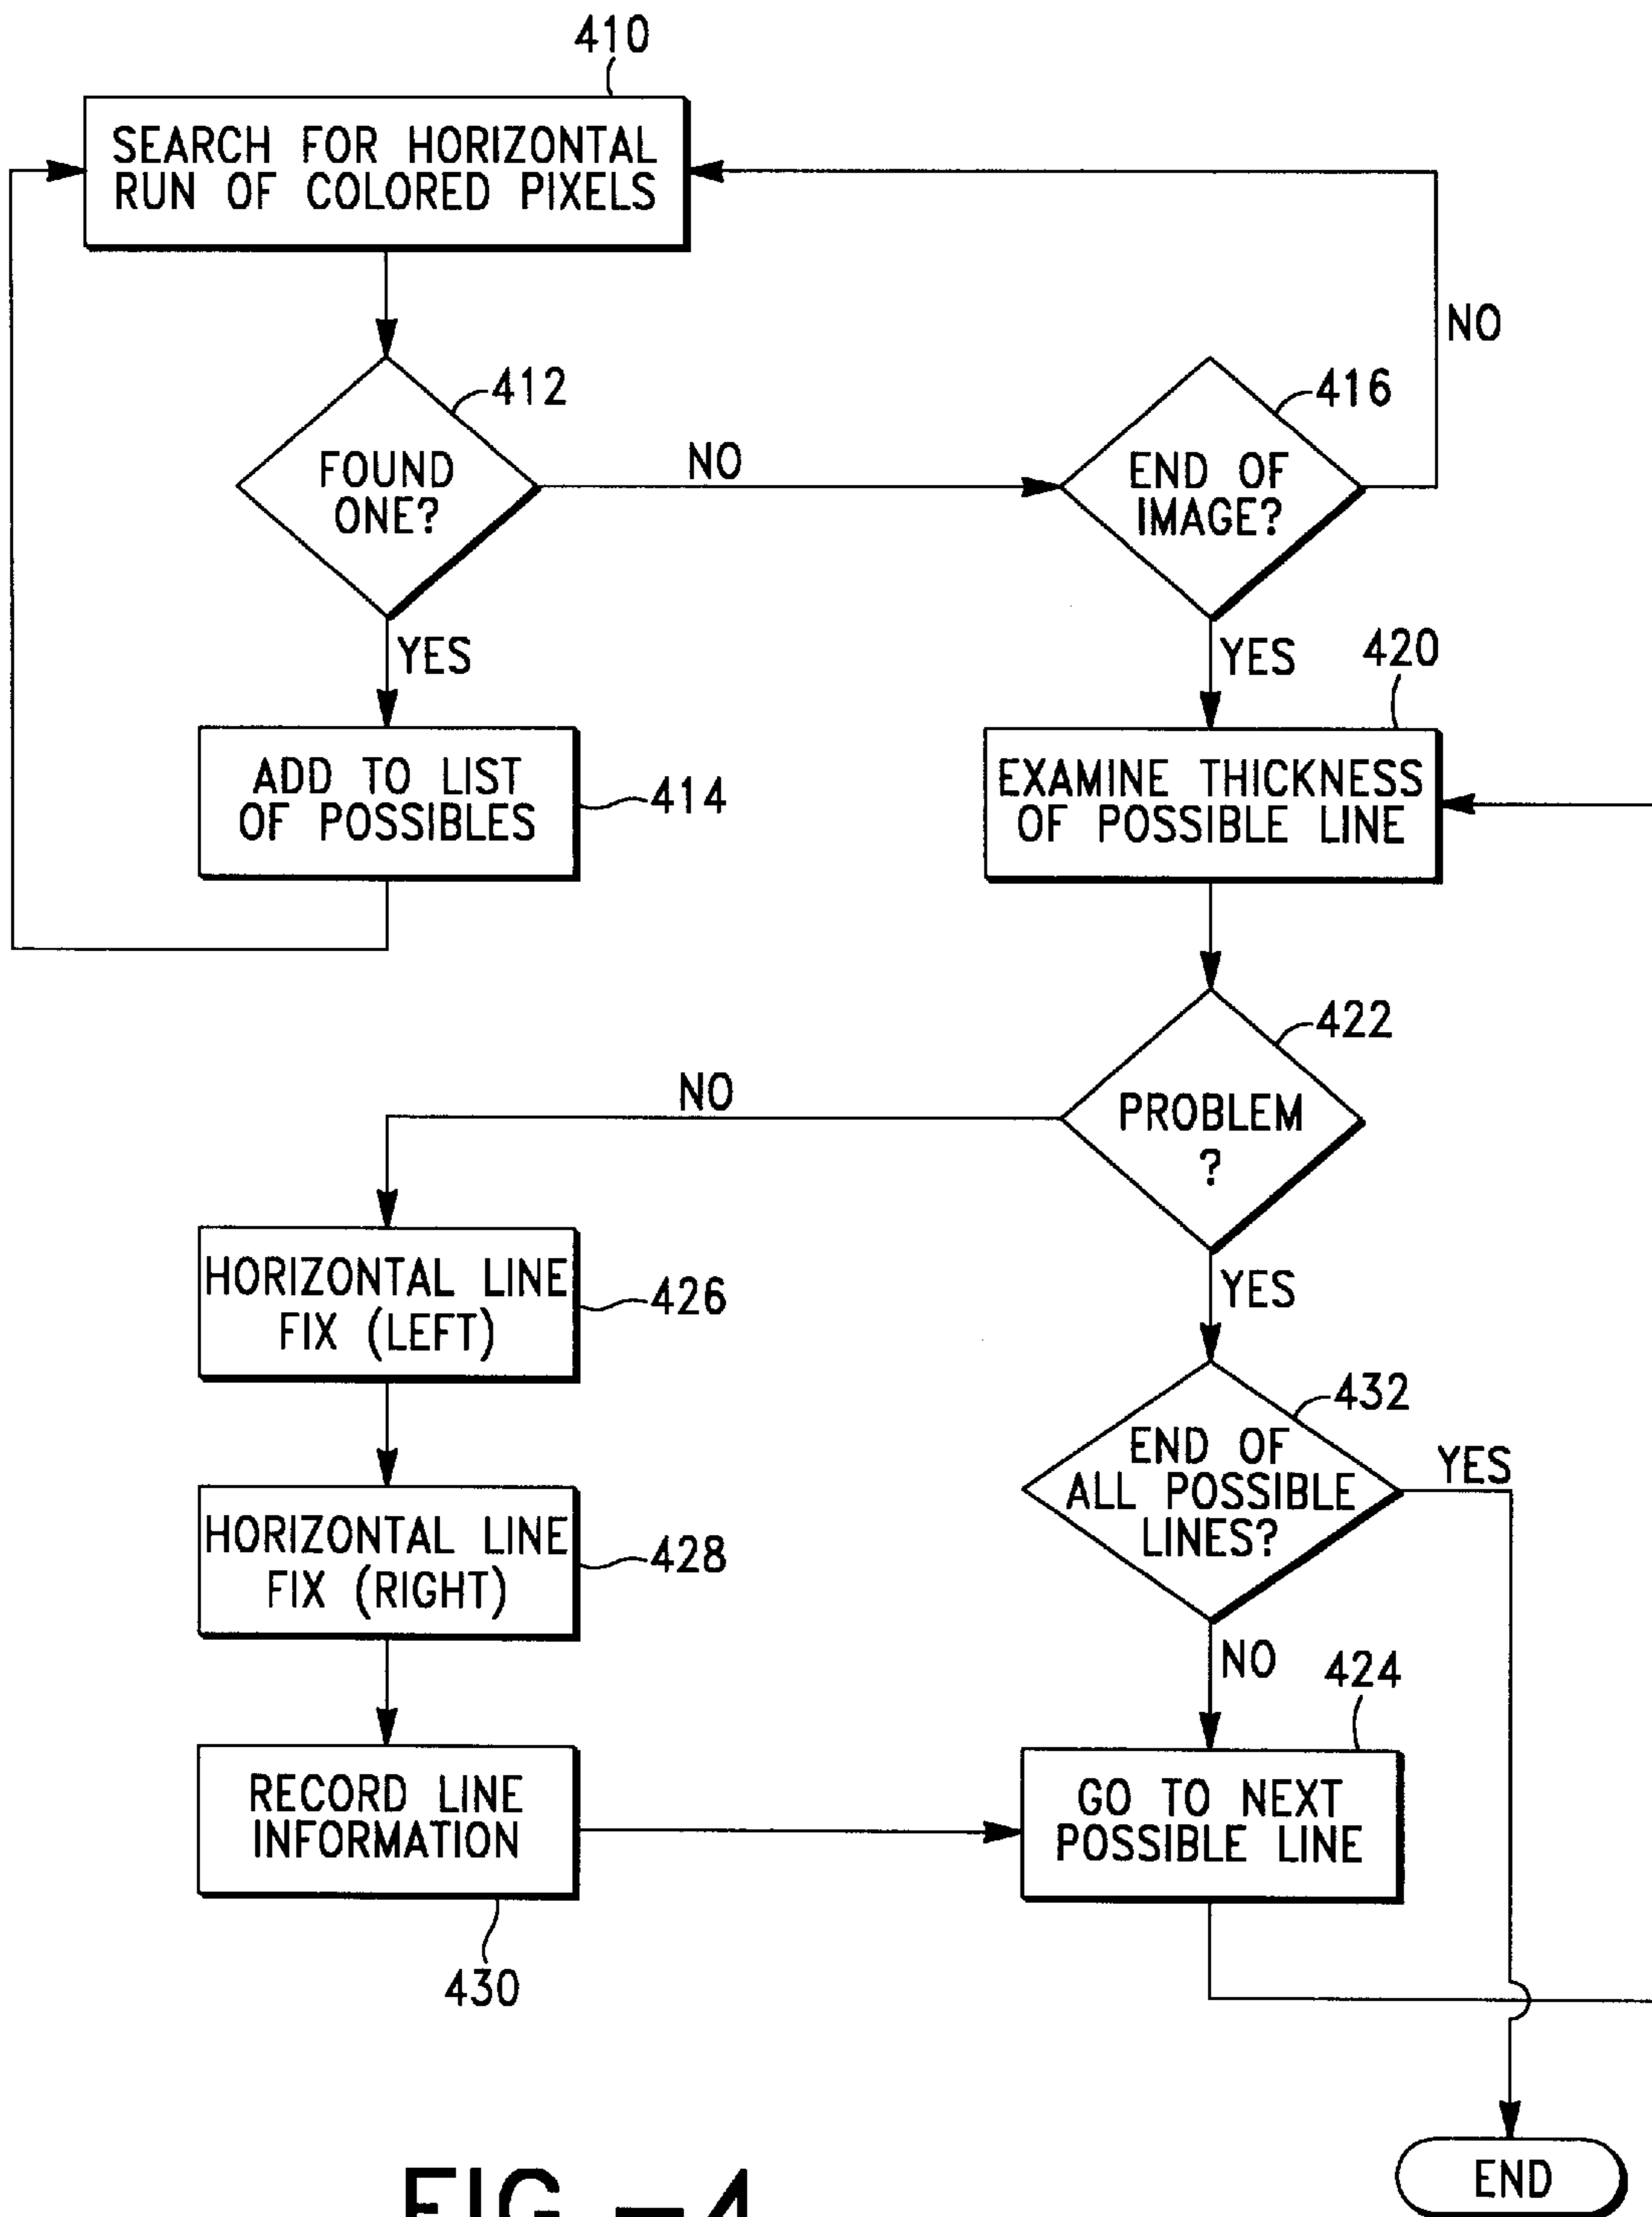 410
SEARCH FOR HORIZONTAL
RUN OF COLORED PIXELS
NO
412
FOUND
ONE?
NO
416
END OF
IMAGE?
YES
YES
420
ADD TO LIST
OF POSSIBLES
414
EXAMINE THICKNESS
OF POSSIBLE LINE
422
NO
PROBLEM
?
HORIZONTAL LINE
FIX (LEFT)
426
YES
432
END OF
ALL POSSIBLE
LINES?
YES
HORIZONTAL LINE
FIX (RIGHT)
428
NO
424
RECORD LINE
INFORMATION
430
GO TO NEXT
POSSIBLE LINE
END
FIG.-4